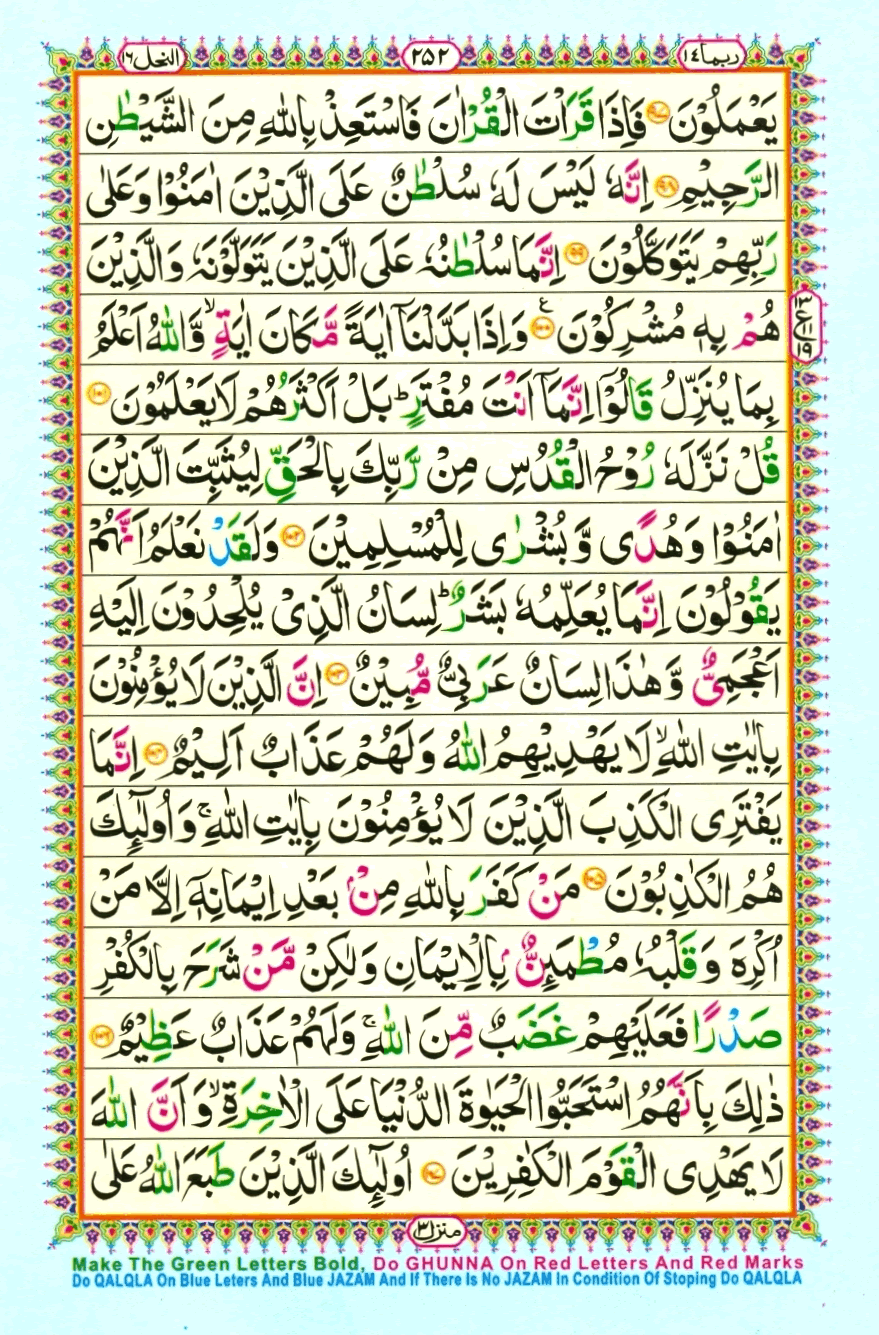 النحل ١٦
٢٥٢
ربما ١٤
يَعْمَلُوْنَ ﴿٩٧﴾ فَاِذَا قَرَاْتَ الْقُرْاٰنَ فَاسْتَعِذْ بِاللّٰهِ مِنَ الشَّيْطٰنِ
الرَّجِيْمِ ﴿٩٨﴾ اِنَّهٗ لَيْسَ لَهٗ سُلْطٰنٌ عَلَى الَّذِيْنَ اٰمَنُوْا وَعَلٰى
رَبِّهِمْ يَتَوَكَّلُوْنَ ﴿٩٩﴾ اِنَّمَا سُلْطٰنُهٗ عَلَى الَّذِيْنَ يَتَوَلَّوْنَهٗ وَالَّذِيْنَ
هُمْ بِهٖ مُشْرِكُوْنَ ﴿١٠٠﴾ ع وَاِذَا بَدَّلْنَاۤ اٰيَةً مَّكَانَ اٰيَةٍ ۙ وَّاللّٰهُ اَعْلَمُ
بِمَا يُنَزِّلُ قَالُوْۤا اِنَّمَاۤ اَنْتَ مُفْتَرٍ ؕ بَلْ اَكْثَرُهُمْ لَا يَعْلَمُوْنَ ﴿١٠١﴾
قُلْ نَزَّلَهٗ رُوْحُ الْقُدُسِ مِنْ رَّبِّكَ بِالْحَقِّ لِيُثَبِّتَ الَّذِيْنَ
اٰمَنُوْا وَهُدًى وَّبُشْرٰى لِلْمُسْلِمِيْنَ ﴿١٠٢﴾ وَلَقَدْ نَعْلَمُ اَنَّهُمْ
يَقُوْلُوْنَ اِنَّمَا يُعَلِّمُهٗ بَشَرٌ ؕ لِسَانُ الَّذِيْ يُلْحِدُوْنَ اِلَيْهِ
اَعْجَمِيٌّ وَّهٰذَا لِسَانٌ عَرَبِيٌّ مُّبِيْنٌ ﴿١٠٣﴾ اِنَّ الَّذِيْنَ لَا يُؤْمِنُوْنَ
بِاٰيٰتِ اللّٰهِ ۙ لَا يَهْدِيْهِمُ اللّٰهُ وَلَهُمْ عَذَابٌ اَلِيْمٌ ﴿١٠٤﴾ اِنَّمَا
يَفْتَرِى الْكَذِبَ الَّذِيْنَ لَا يُؤْمِنُوْنَ بِاٰيٰتِ اللّٰهِ ۚ وَاُولٰٓئِكَ
هُمُ الْكٰذِبُوْنَ ﴿١٠٥﴾ مَنْ كَفَرَ بِاللّٰهِ مِنْۢ بَعْدِ اِيْمَانِهٖۤ اِلَّا مَنْ
اُكْرِهَ وَقَلْبُهٗ مُطْمَئِنٌّۢ بِالْاِيْمَانِ وَلٰكِنْ مَّنْ شَرَحَ بِالْكُفْرِ
صَدْرًا فَعَلَيْهِمْ غَضَبٌ مِّنَ اللّٰهِ ۚ وَلَهُمْ عَذَابٌ عَظِيْمٌ ﴿١٠٦﴾
ذٰلِكَ بِاَنَّهُمُ اسْتَحَبُّوا الْحَيٰوةَ الدُّنْيَا عَلَى الْاٰخِرَةِ ۙ وَاَنَّ اللّٰهَ
لَا يَهْدِى الْقَوْمَ الْكٰفِرِيْنَ ﴿١٠٧﴾ اُولٰٓئِكَ الَّذِيْنَ طَبَعَ اللّٰهُ عَلٰى
١٣
ع ١١
١٩
منزل ٣
Make The Green Letters Bold, Do GHUNNA On Red Letters And Red Marks
Do QALQLA On Blue Leters And Blue JAZAM And If There Is No JAZAM In Condition Of Stoping Do QALQLA